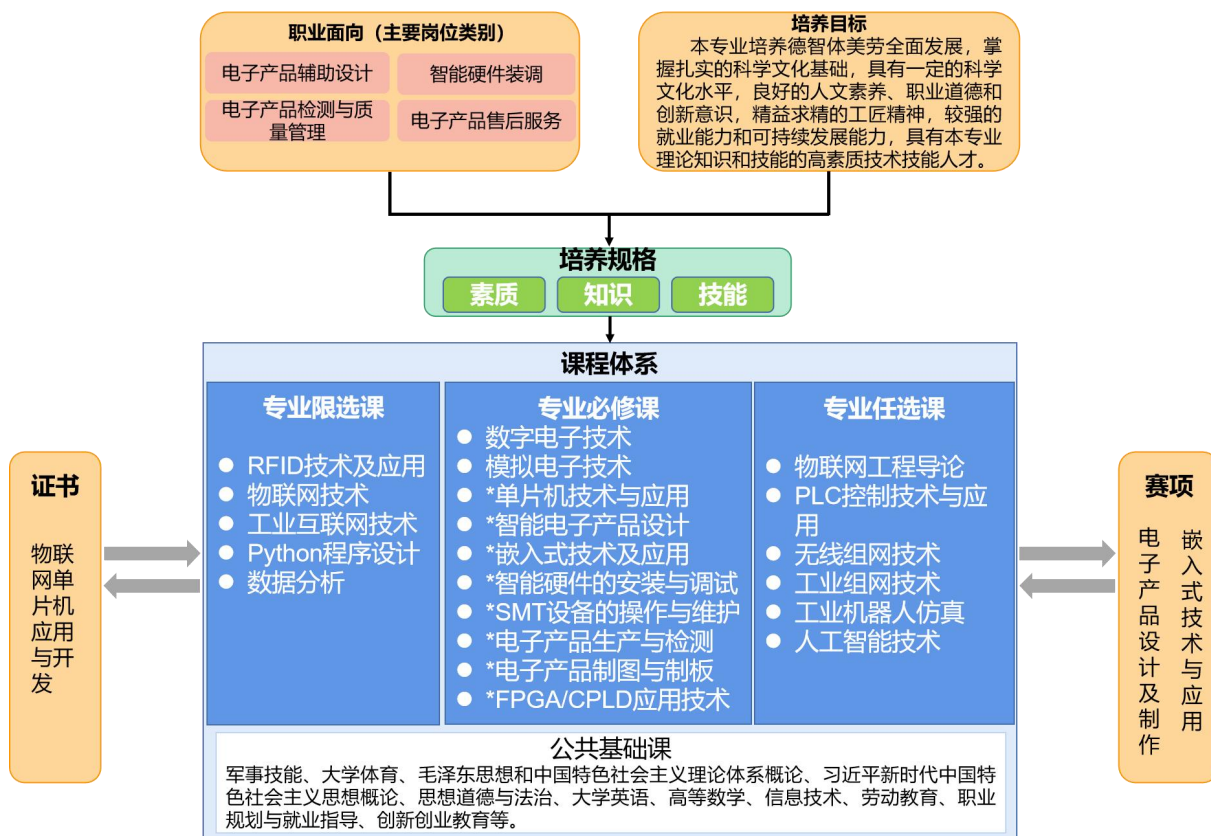 职业面向（主要岗位类别）
电子产品辅助设计
智能硬件装调
电子产品检测与质
量管理
电子产品售后服务
培养目标
本专业培养德智体美劳全面发展，掌
握扎实的科学文化基础，具有一定的科学
文化水平，良好的人文素养、职业道德和
创新意识，精益求精的工匠精神，较强的
就业能力和可持续发展能力，具有本专业
理论知识和技能的高素质技术技能人才。
培养规格
素质
知识
技能
课程体系
专业限选课
● RFID技术及应用
● 物联网技术
● 工业互联网技术
● Python程序设计
● 数据分析
专业必修课
● 数字电子技术
● 模拟电子技术
● *单片机技术与应用
● *智能电子产品设计
● *嵌入式技术及应用
● *智能硬件的安装与调试
● *SMT设备的操作与维护
● *电子产品生产与检测
● *电子产品制图与制板
● *FPGA/CPLD应用技术
专业任选课
● 物联网工程导论
● PLC控制技术与应
用
● 无线组网技术
● 工业组网技术
● 工业机器人仿真
● 人工智能技术
公共基础课
军事技能、大学体育、毛泽东思想和中国特色社会主义理论体系概论、习近平新时代中国特
色社会主义思想概论、思想道德与法治、大学英语、高等数学、信息技术、劳动教育、职业
规划与就业指导、创新创业教育等。
证书
物联
网单
片机
应用
与开
发
赛项
嵌入式技术与应用
电子产品设计及制作